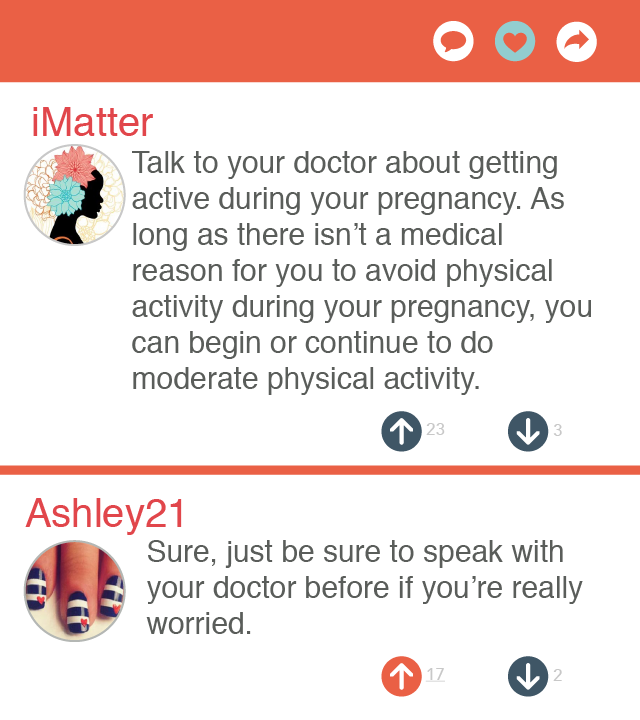 iMatter
Talk to your doctor about getting
active during your pregnancy. As
long as there isn’t a medical
reason for you to avoid physical
activity during your pregnancy, you
can begin or continue to do
moderate physical activity.
23 3
Ashley21
Sure, just be sure to speak with
your doctor before if you’re really
worried.
17 2